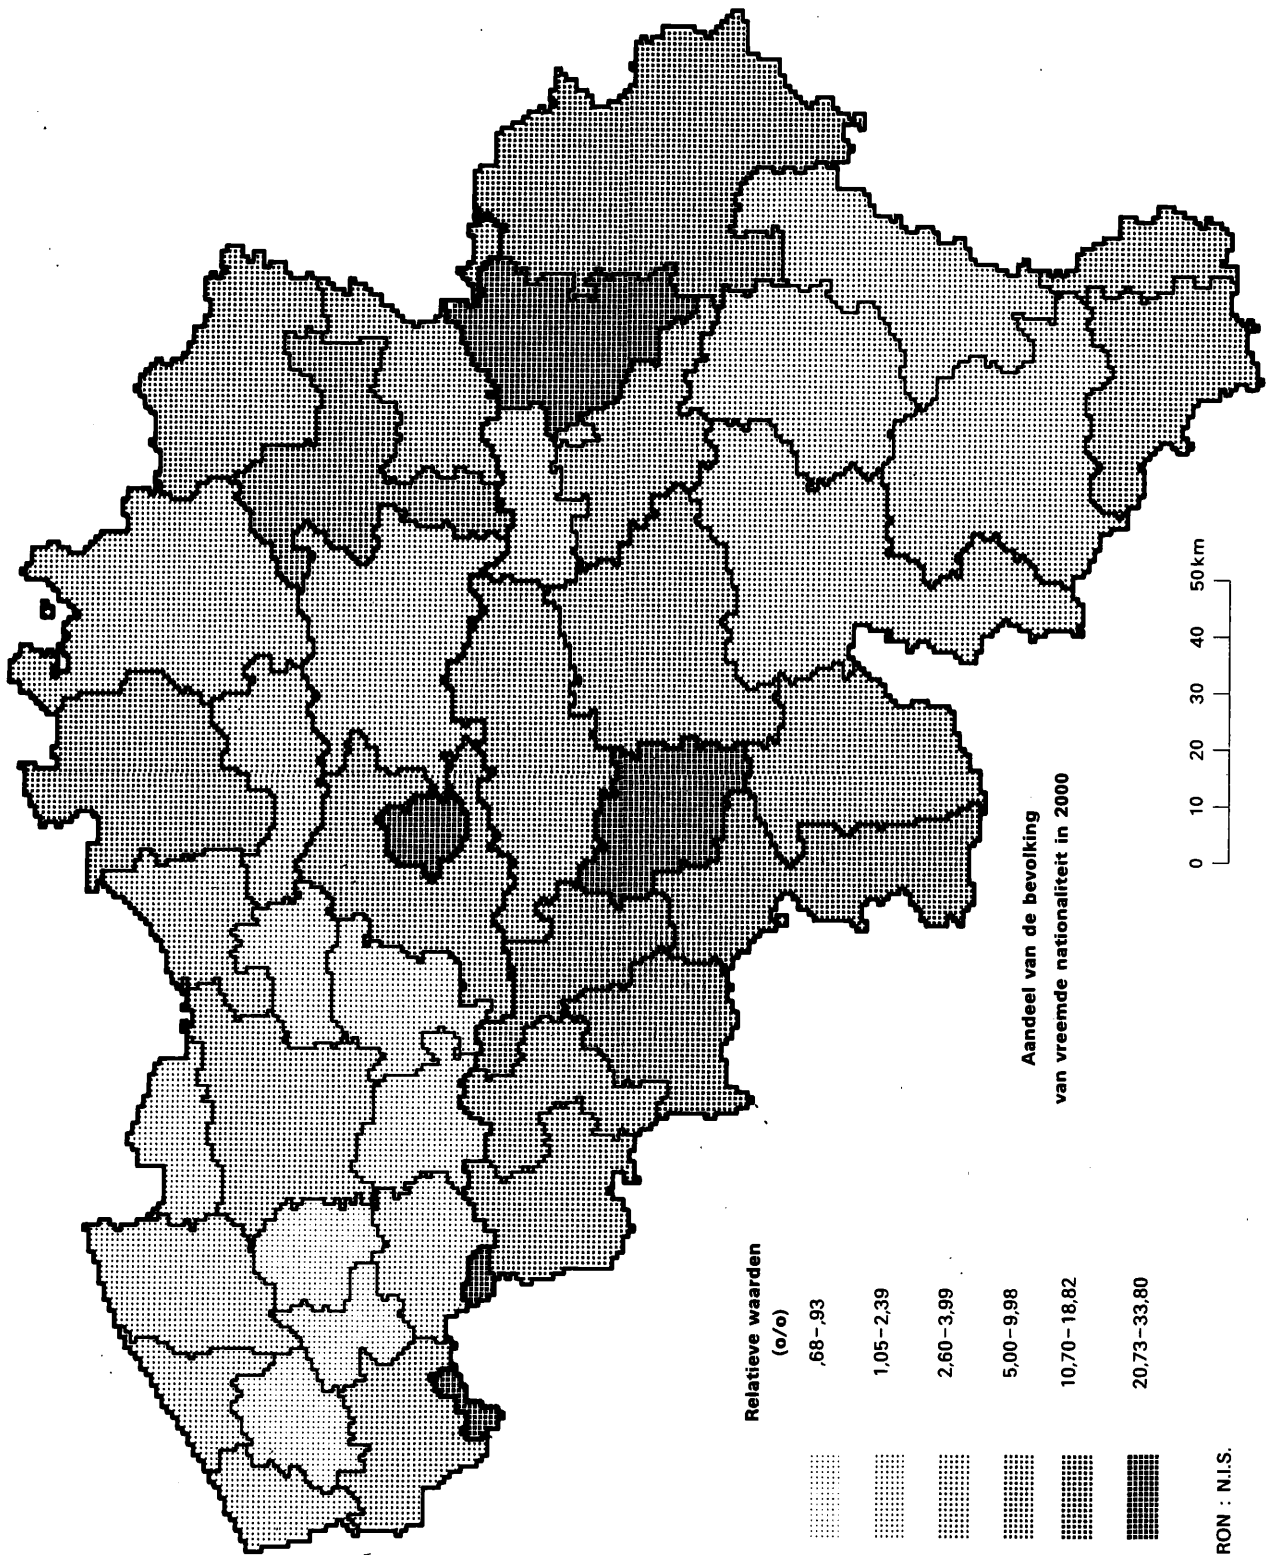 Relatieve waarden
(o/o)
,68-,93
1,05-2,39
2,60-3,99
5,00-9,98
10,70-18,82
20,73-33,80
RON : N.I.S.
Aandeel van de bevolking
van vreemde nationaliteit in 2000
0 10 20 30 40 50 km